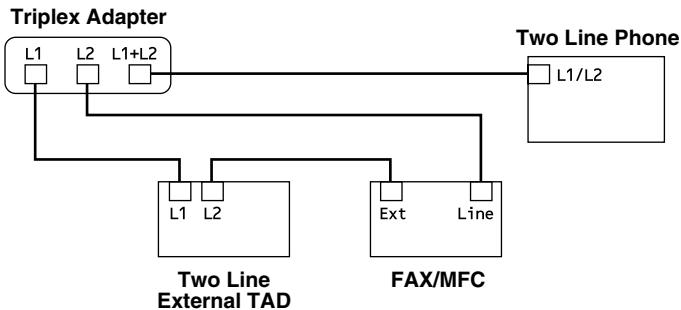 Triplex Adapter
L1 L2 L1+L2
Two Line Phone
L1/L2
L1 L2
Ext Line
Two Line
External TAD
FAX/MFC